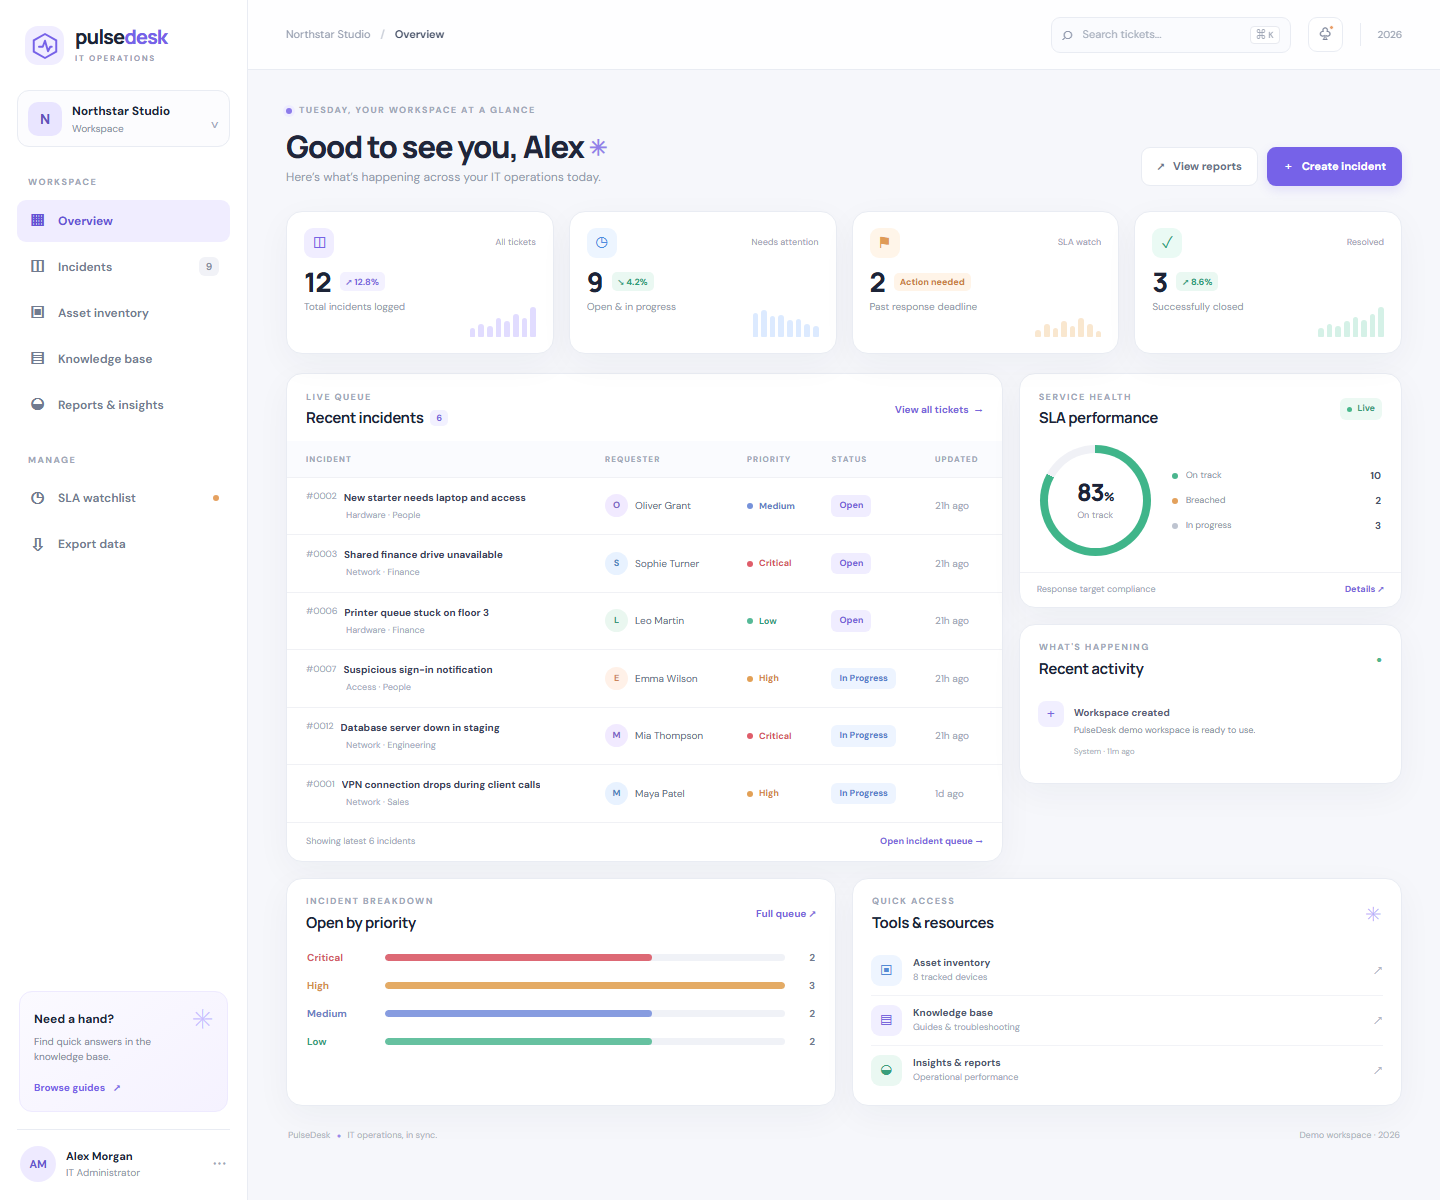 pulsedesk
IT OPERATIONS
N
Northstar Studio
Workspace
WORKSPACE
Overview
Incidents 9
Asset inventory
Knowledge base
Reports & insights
MANAGE
SLA watchlist
Export data
Need a hand?
Find quick answers in the
knowledge base.
Browse guides ↗
AM
Alex Morgan
IT Administrator
Northstar Studio / Overview
Search tickets... ⌘ K
2026
TUESDAY, YOUR WORKSPACE AT A GLANCE
Good to see you, Alex
Here's what's happening across your IT operations today.
↗ View reports
+ Create incident
All tickets
12 ↗ 12.8%
Total incidents logged
Needs attention
9 ↘ 4.2%
Open & in progress
SLA watch
2 Action needed
Past response deadline
Resolved
3 ↗ 8.6%
Successfully closed
LIVE QUEUE
Recent incidents 6
View all tickets →
INCIDENT REQUESTER PRIORITY STATUS UPDATED
#0002 New starter needs laptop and access O Oliver Grant Medium Open 21h ago
Hardware · People
#0003 Shared finance drive unavailable S Sophie Turner Critical Open 21h ago
Network · Finance
#0006 Printer queue stuck on floor 3 L Leo Martin Low Open 21h ago
Hardware · Finance
#0007 Suspicious sign-in notification E Emma Wilson High In Progress 21h ago
Access · People
#0012 Database server down in staging M Mia Thompson Critical In Progress 21h ago
Network · Engineering
#0001 VPN connection drops during client calls M Maya Patel High In Progress 1d ago
Network · Sales
Showing latest 6 incidents
Open incident queue →
SERVICE HEALTH
SLA performance
Live
83%
On track
On track 10
Breached 2
In progress 3
Response target compliance
Details ↗
WHAT'S HAPPENING
Recent activity
+
Workspace created
PulseDesk demo workspace is ready to use.
System · 11m ago
INCIDENT BREAKDOWN
Open by priority
Full queue ↗
Critical 2
High 3
Medium 2
Low 2
QUICK ACCESS
Tools & resources
Asset inventory
8 tracked devices
Knowledge base
Guides & troubleshooting
Insights & reports
Operational performance
PulseDesk • IT operations, in sync.
Demo workspace · 2026